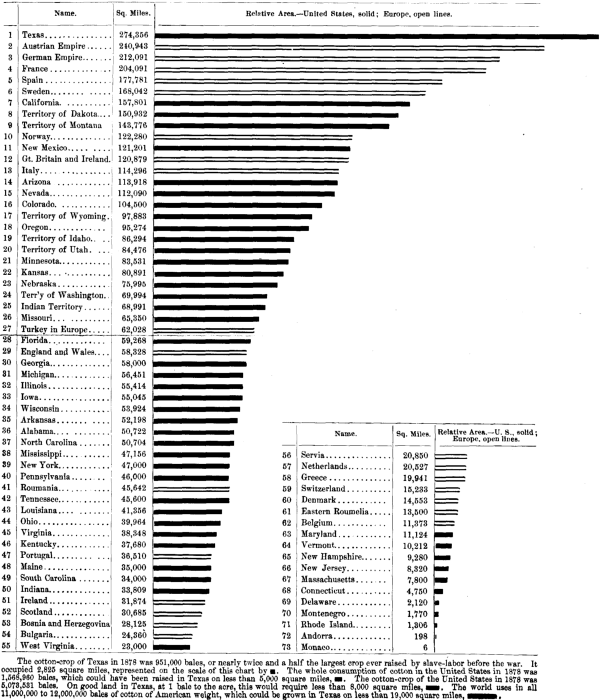 Name. Sq. Miles. Relative Area.—United States, solid; Europe, open lines.
1 Texas............... 274,356
2 Austrian Empire...... 240,943
3 German Empire...... 212,091
4 France .............. 204,091
5 Spain ............... 177,781
6 Sweden.............. 168,042
7 California. .......... 157,801
8 Territory of Dakota.... 150,932
9 Territory of Montana 143,776
10 Norway.............. 122,280
11 New Mexico.......... 121,201
12 Gt. Britain and Ireland. 120,879
13 Italy................. 114,296
14 Arizona ............. 113,918
15 Nevada.............. 112,090
16 Colorado. ........... 104,500
17 Territory of Wyoming. 97,883
18 Oregon.............. 95,274
19 Territory of Idaho.. .. 86,294
20 Territory of Utah. ... 84,476
21 Minnesota........... 83,531
22 Kansas.............. 80,891
23 Nebraska............ 75,995
24 Terr'y of Washington.. 69,994
25 Indian Territory ...... 68,991
26 Missouri............. 65,350
27 Turkey in Europe..... 62,028
28 Florida.............. 59,268
29 England and Wales.... 58,328
30 Georgia.............. 58,000
31 Michigan............. 56,451
32 Illinois............... 55,414
33 Iowa................. 55,045
34 Wisconsin ........... 53,924
35 Arkansas............. 52,198
36 Alabama............. 50,722
37 North Carolina ....... 50,704
38 Mississippi........... 47,156
39 New York............ 47,000
40 Pennsylvania ......... 46,000
41 Roumania............ 45,642
42 Tennessee............ 45,600
43 Louisiana............ 41,356
44 Ohio................. 39,964
45 Virginia.............. 38,348
46 Kentucky............ 37,680
47 Portugal............. 36,510
48 Maine ............... 35,000
49 South Carolina ....... 34,000
50 Indiana.............. 33,809
51 Ireland............... 31,874
52 Scotland............. 30,685
53 Bosnia and Herzegovina 28,125
54 Bulgaria............. 24,360
55 West Virginia......... 23,000
Name. Sq. Miles. Relative Area.—U. S., solid;
Europe, open lines.
56 Servia............... 20,850
57 Netherlands.......... 20,527
58 Greece .............. 19,941
59 Switzerland.......... 15,233
60 Denmark............ 14,553
61 Eastern Roumelia..... 13,500
62 Belgium............. 11,373
63 Maryland............ 11,124
64 Vermont............. 10,212
65 New Hampshire...... 9,280
66 New Jersey.......... 8,320
67 Massachusetts........ 7,800
68 Connecticut.......... 4,750
69 Delaware............ 2,120
70 Montenegro.......... 1,770
71 Rhode Island......... 1,306
72 Andorra............. 198
73 Monaco............. 6
The cotton-crop of Texas in 1878 was 951,000 bales, or nearly twice and a half the largest crop ever raised by slave-labor before the war. It
occupied 2,825 square miles, represented on the scale of this chart by ■. The whole consumption of cotton in the United States in 1878 was
1,568,960 bales, which could have been raised in Texas on less than 5,000 square miles, ■. The cotton-crop of the United States in 1878 was
5,073,531 bales. On good land in Texas, at 1 bale to the acre, this would require less than 8,000 square miles, ■. The world uses in all
11,000,000 to 12,000,000 bales of cotton of American weight, which could be grown in Texas on less than 19,000 square miles, ■.